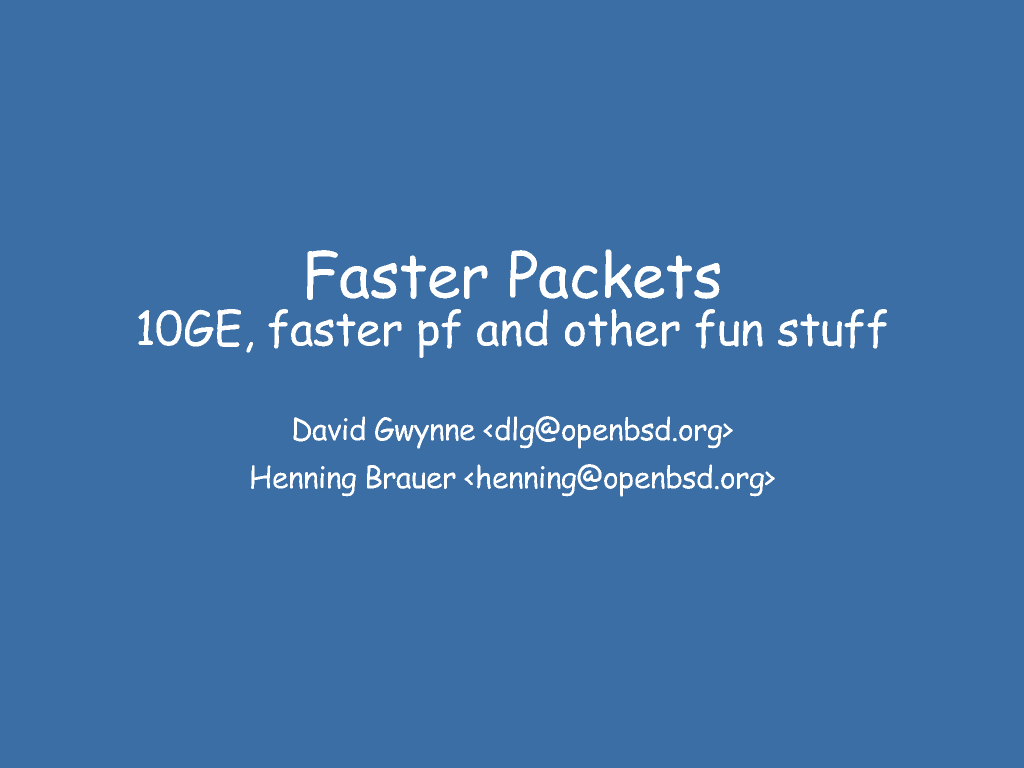 Faster Packets
10GE, faster pf and other fun stuff
David Gwynne <dlg@openbsd.org>
Henning Brauer <henning@openbsd.org>